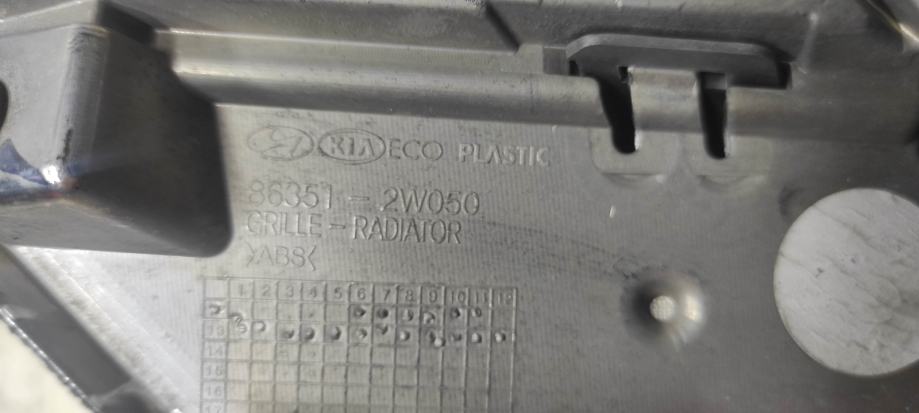 KIA ECO PLASTIC
86351-2W050
GRILLE-RADIATOR
>ABS<
1 2 3 4 5 6 7 8 9 10 11 12
13
14
15
16
17